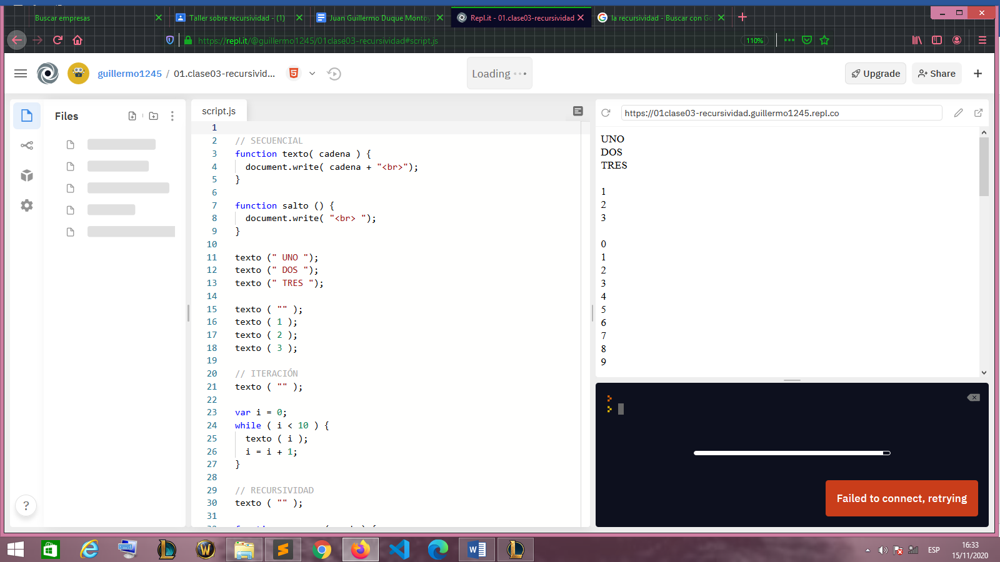 Buscar empresas
Taller sobre recursividad - (1)
Juan Guillermo Duque Montoy
Repl.it - 01.clase03-recursividad
la recursividad - Buscar con Go
https://repl.it/@guillermo1245/01clase03-recursividad#script.js
110%
guillermo1245 / 01.clase03-recursivid...
Loading
Upgrade
Share
Files
script.js
https://01clase03-recursividad.guillermo1245.repl.co
1
2 // SECUENCIAL
3 function texto( cadena ) {
4 document.write( cadena + "<br>");
5 }
6
7 function salto () {
8 document.write( "<br> ");
9 }
10
11 texto (" UNO ");
12 texto (" DOS ");
13 texto (" TRES ");
14
15 texto ( "" );
16 texto ( 1 );
17 texto ( 2 );
18 texto ( 3 );
19
20 // ITERACIÓN
21 texto ( "" );
22
23 var i = 0;
24 while ( i < 10 ) {
25 texto ( i );
26 i = i + 1;
27 }
28
29 // RECURSIVIDAD
30 texto ( "" );
31
UNO
DOS
TRES
1
2
3
0
1
2
3
4
5
6
7
8
9
>
>
Failed to connect, retrying
?
ESP
16:33
15/11/2020